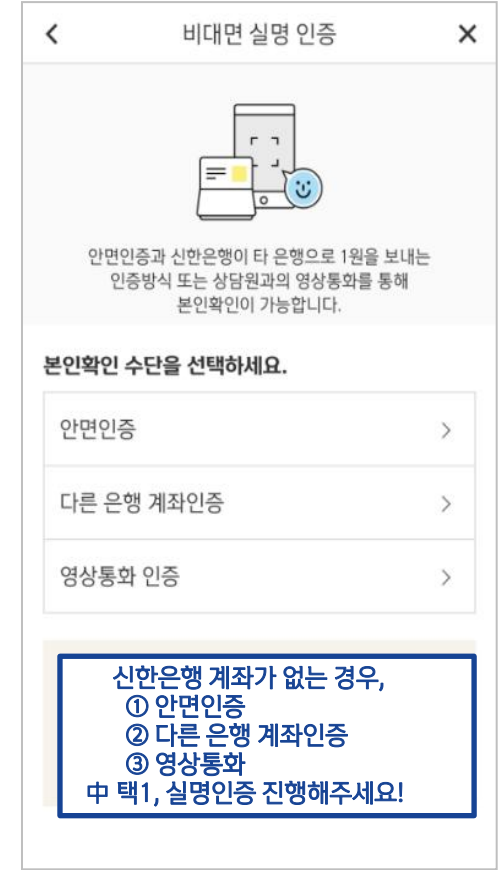 비대면 실명 인증
안면인증과 신한은행이 타 은행으로 1원을 보내는
인증방식 또는 상담원과의 영상통화를 통해
본인확인이 가능합니다.
본인확인 수단을 선택하세요.
안면인증
다른 은행 계좌인증
영상통화 인증
신한은행 계좌가 없는 경우,
① 안면인증
② 다른 은행 계좌인증
③ 영상통화
中 택1, 실명인증 진행해주세요!